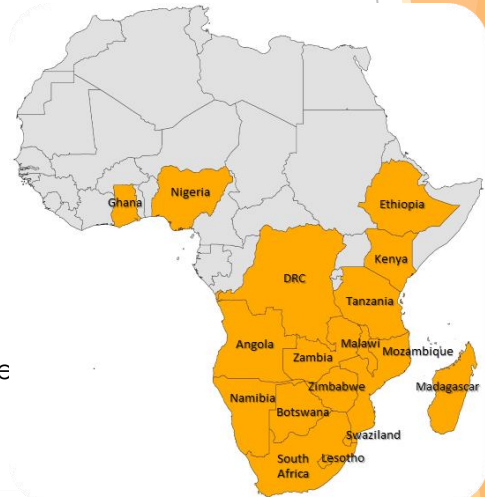 Nigeria
Ghana
Ethiopia
Kenya
DRC
Tanzania
Angola
Malawi
Mozambique
Zambia
e
Zimbabwe
Madagascar
Namibia
Botswana
Swaziland
South
Africa
Lesotho